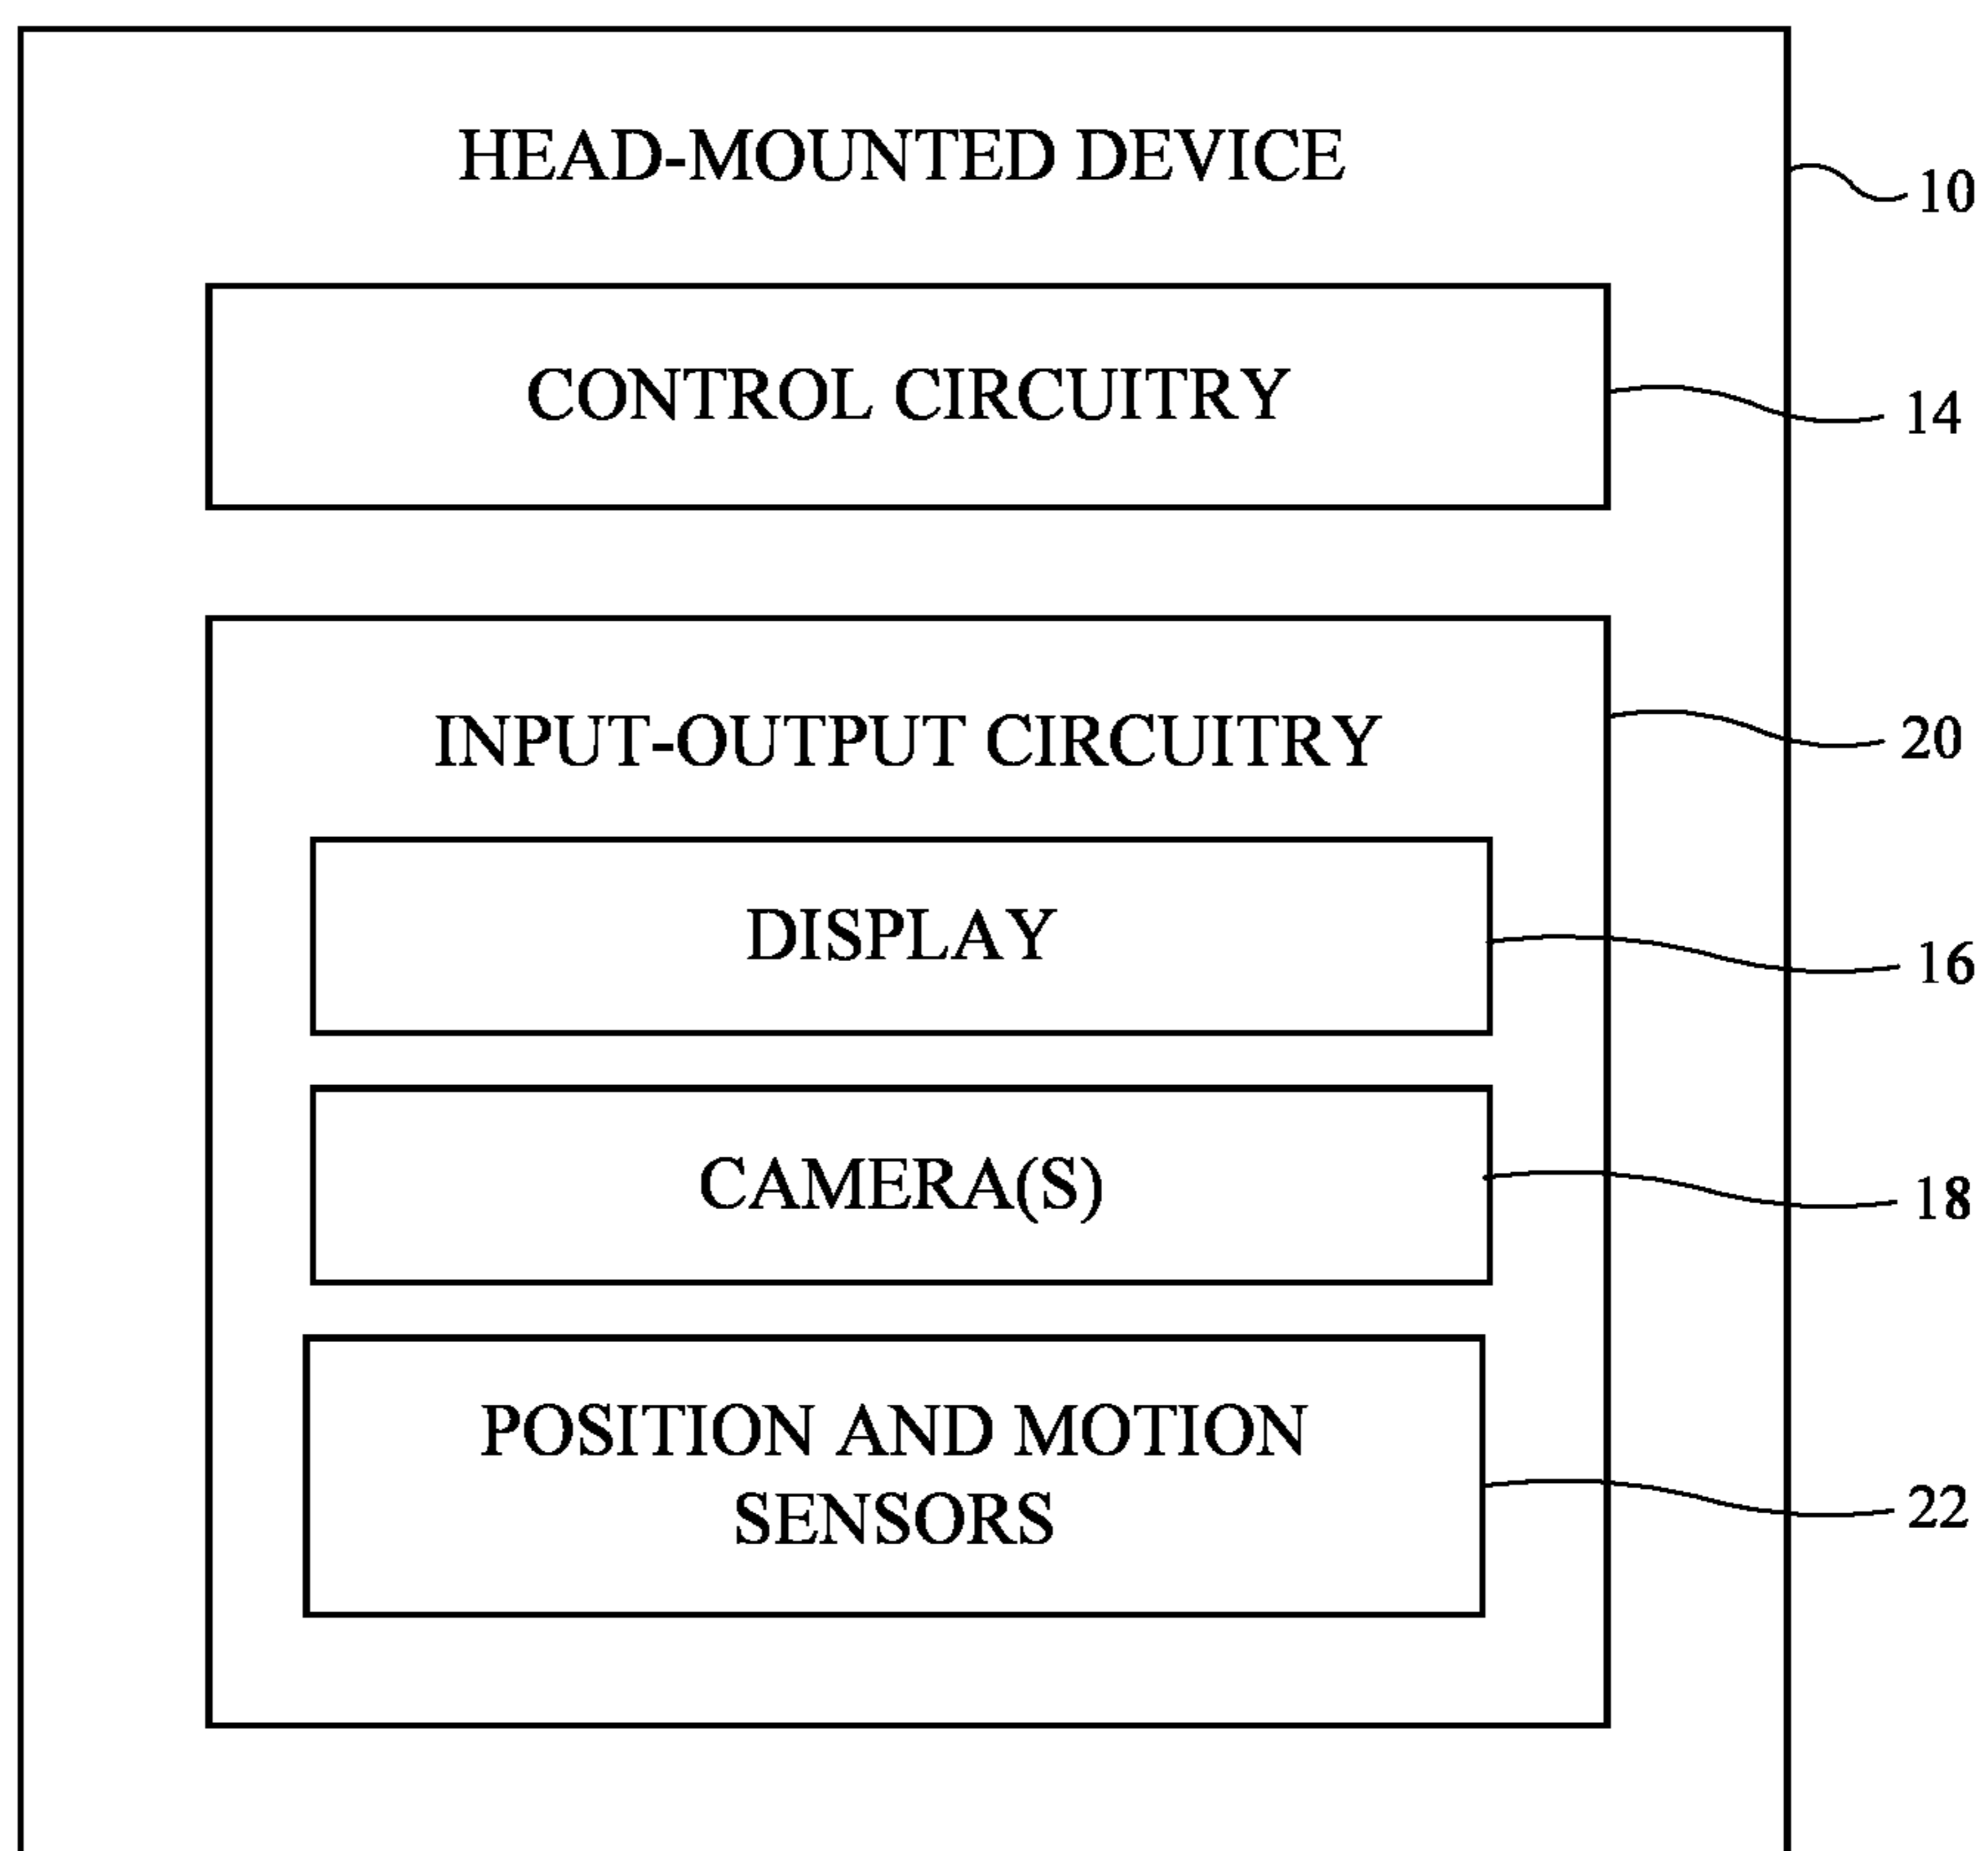 HEAD-MOUNTED DEVICE
10
CONTROL CIRCUITRY
14
INPUT-OUTPUT CIRCUITRY
20
DISPLAY
16
CAMERA(S)
18
POSITION AND MOTION
SENSORS
22